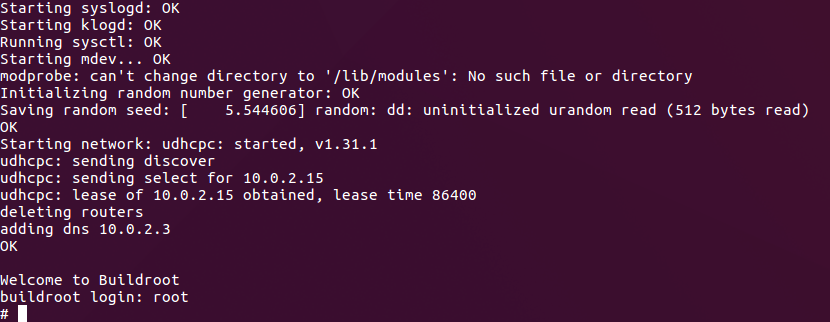 Starting syslogd: OK
Starting klogd: OK
Running sysctl: OK
Starting mdev... OK
modprobe: can't change directory to '/lib/modules': No such file or directory
Initializing random number generator: OK
Saving random seed: [    5.544606] random: dd: uninitialized urandom read (512 bytes read)
OK
Starting network: udhcpc: started, v1.31.1
udhcpc: sending discover
udhcpc: sending select for 10.0.2.15
udhcpc: lease of 10.0.2.15 obtained, lease time 86400
deleting routers
adding dns 10.0.2.3
OK
Welcome to Buildroot
buildroot login: root
#